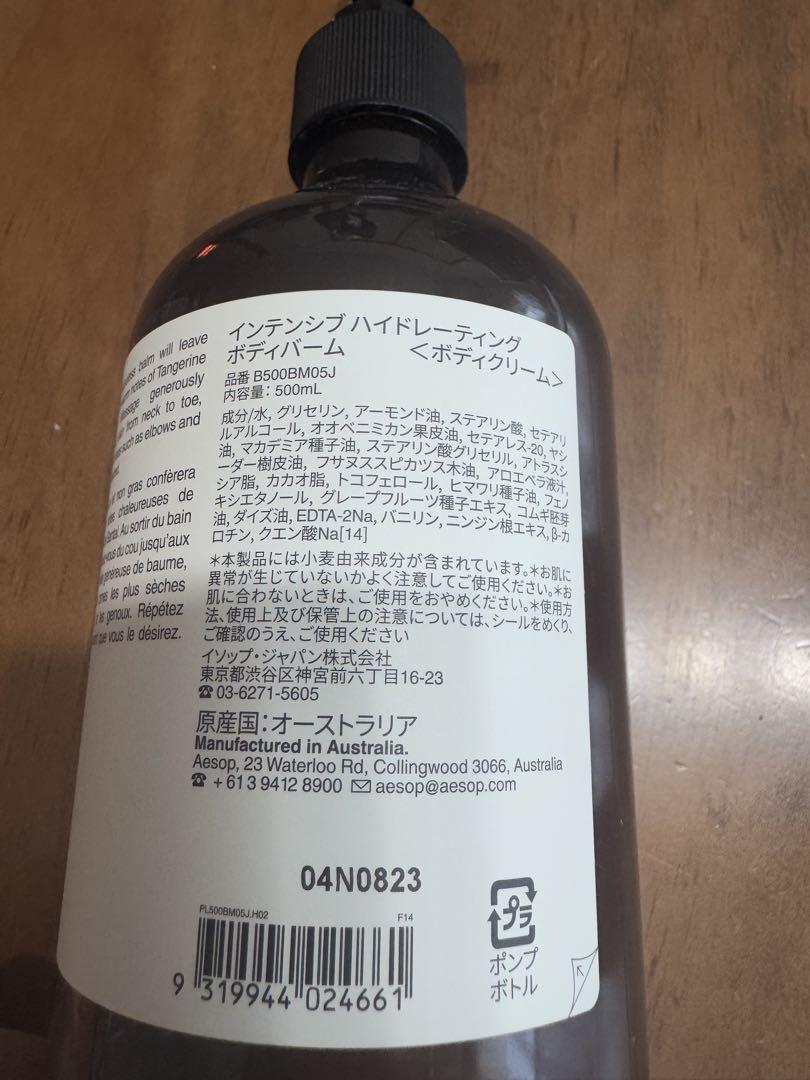 balm will leave
notes of Tangerine
generously
from neck to toe,
such as elbows and
non gras confèrera
chaleureuses de
Au sortir du bain
du cou jusqu'aux
généreuse de baume,
les plus sèches
genoux. Répétez
que vous le désirez.
インテンシブ ハイドレーティング
ボディバーム <ボディクリーム>
品番 B500BM05J
内容量: 500mL
成分/水, グリセリン, アーモンド油, ステアリン酸, セテアリ
ルアルコール, オオベニミカン果皮油, セテアレス-20, ヤシ
油, マカデミア種子油, ステアリン酸グリセリル, アトラスシ
ーダー樹皮油, フサヌススピカツス木油, アロエベラ液汁,
シア脂, カカオ脂, トコフェロール, ヒマワリ種子油, フェノ
キシエタノール, グレープフルーツ種子エキス, コムギ胚芽
油, ダイズ油, EDTA-2Na, バニリン, ニンジン根エキス, β-カ
ロチン, クエン酸Na[14]
*本製品には小麦由来成分が含まれています。*お肌に
異常が生じていないかよく注意してご使用ください。*お
肌に合わないときは、ご使用をおやめください。*使用方
法、使用上及び保管上の注意については、シールをめくり、
ご確認のうえ、ご使用ください
イソップ・ジャパン株式会社
東京都渋谷区神宮前六丁目16-23
☎ 03-6271-5605
原産国:オーストラリア
Manufactured in Australia.
Aesop, 23 Waterloo Rd, Collingwood 3066, Australia
☎ +61 3 9412 8900 ✉ aesop@aesop.com
04N0823
PL500BM05J.H02 F14
9 319944 024661
プラ
ポンプ
ボトル